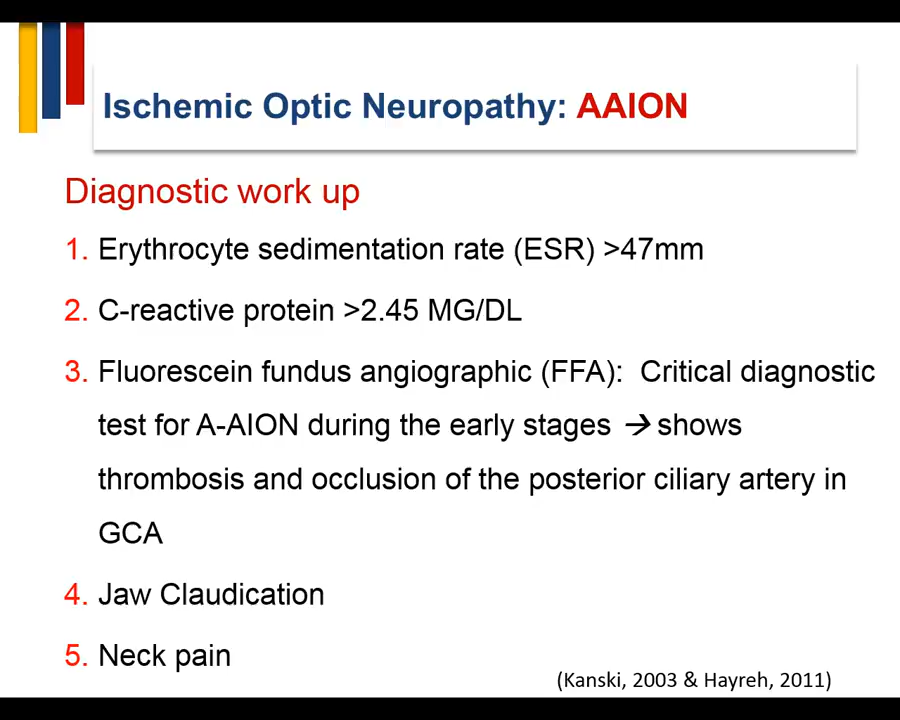 Ischemic Optic Neuropathy: AAION
Diagnostic work up
1. Erythrocyte sedimentation rate (ESR) >47mm
2. C-reactive protein >2.45 MG/DL
3. Fluorescein fundus angiographic (FFA):  Critical diagnostic
test for A-AION during the early stages → shows
thrombosis and occlusion of the posterior ciliary artery in
GCA
4. Jaw Claudication
5. Neck pain
(Kanski, 2003 & Hayreh, 2011)